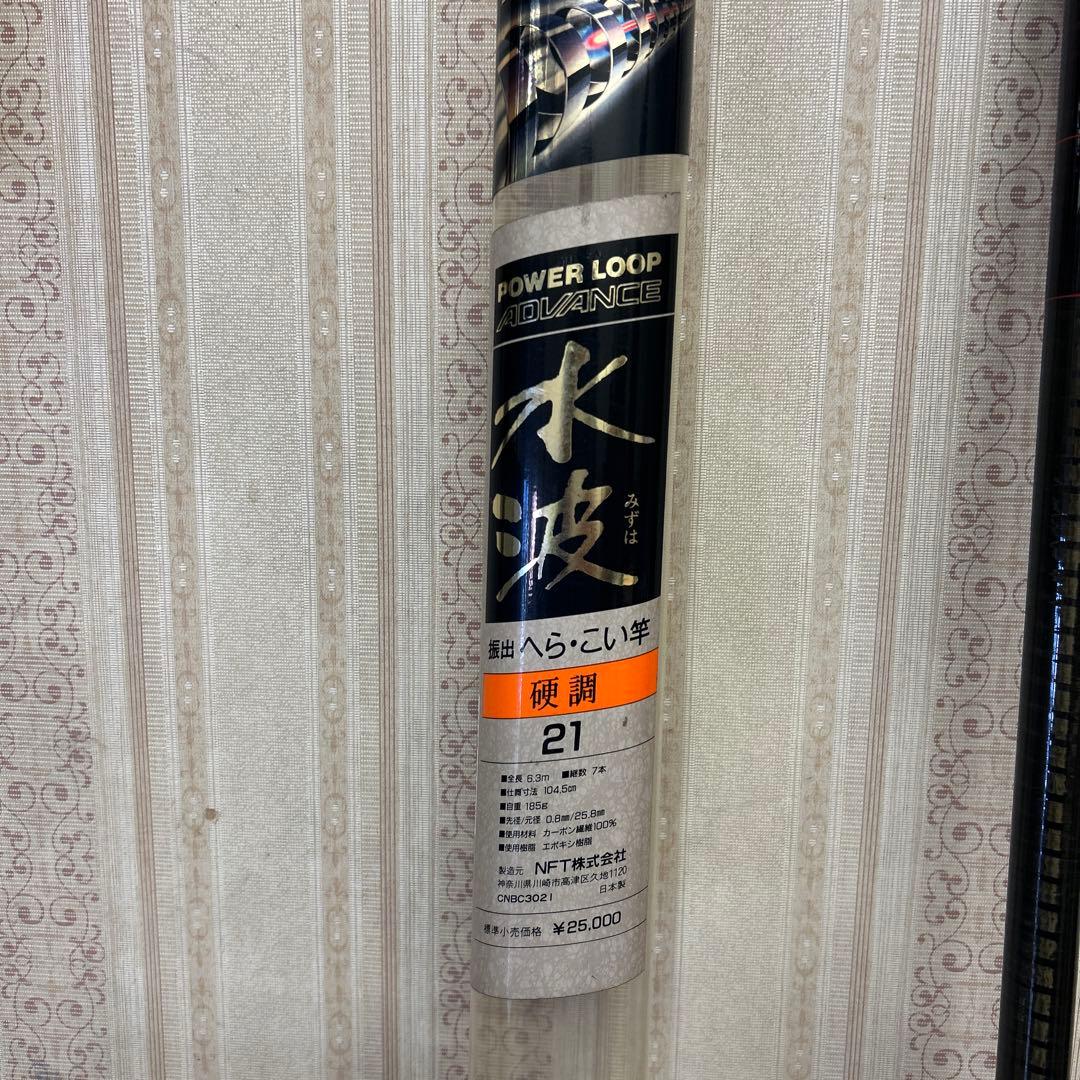 POWER LOOP
ADVANCE
水波
みずは
振出 へら・こい竿
硬調
21
■全長 6.3m ■継数 7本
■仕舞寸法 104.5cm
■自重 185g
■先径/元径 0.8mm/25.8mm
■使用材料 カーボン繊維100%
■使用樹脂 エポキシ樹脂
製造元 NFT株式会社
神奈川県川崎市高津区久地1120
CNBC3021 日本製
標準小売価格 ¥25,000